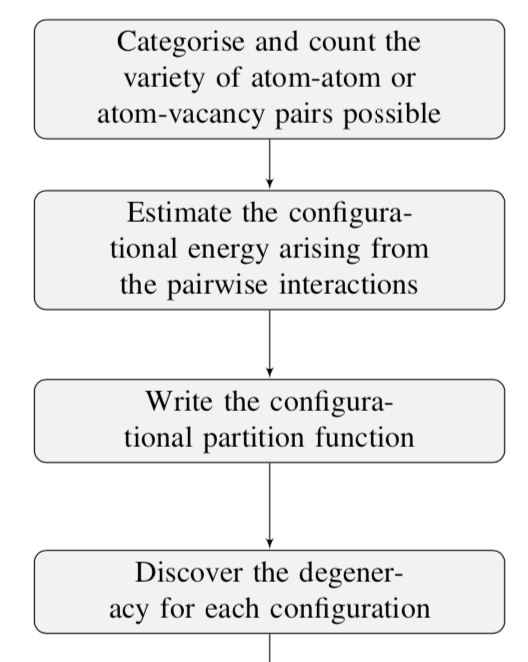 Categorise and count the
variety of atom-atom or
atom-vacancy pairs possible
Estimate the configura-
tional energy arising from
the pairwise interactions
Write the configura-
tional partition function
Discover the degener-
acy for each configuration